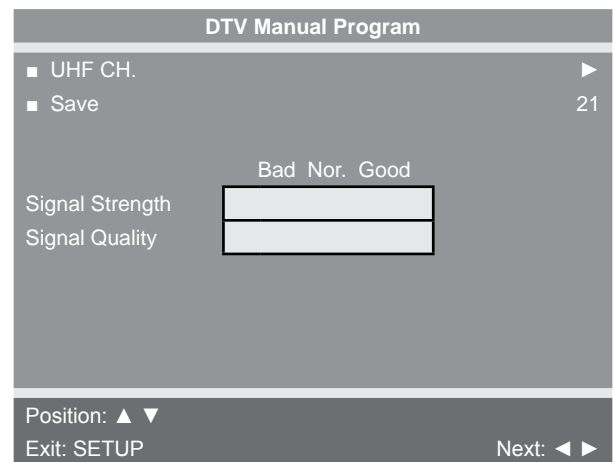 DTV Manual Program
■ UHF CH. ►
■ Save 21
Bad Nor. Good
Signal Strength
Signal Quality
Position: ▲ ▼
Exit: SETUP Next: ◄ ►